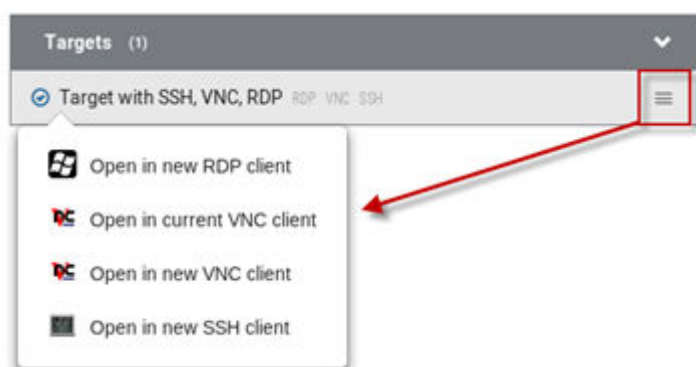 Targets (1)
Target with SSH, VNC, RDP RDP VNC SSH
Open in new RDP client
Open in current VNC client
Open in new VNC client
Open in new SSH client